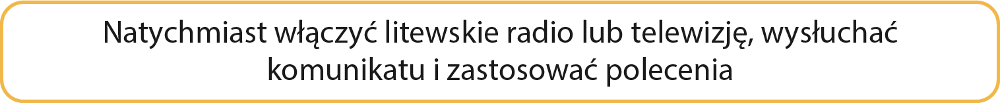 Natychmiast włączyć litewskie radio lub telewizję, wysłuchać
komunikatu i zastosować polecenia